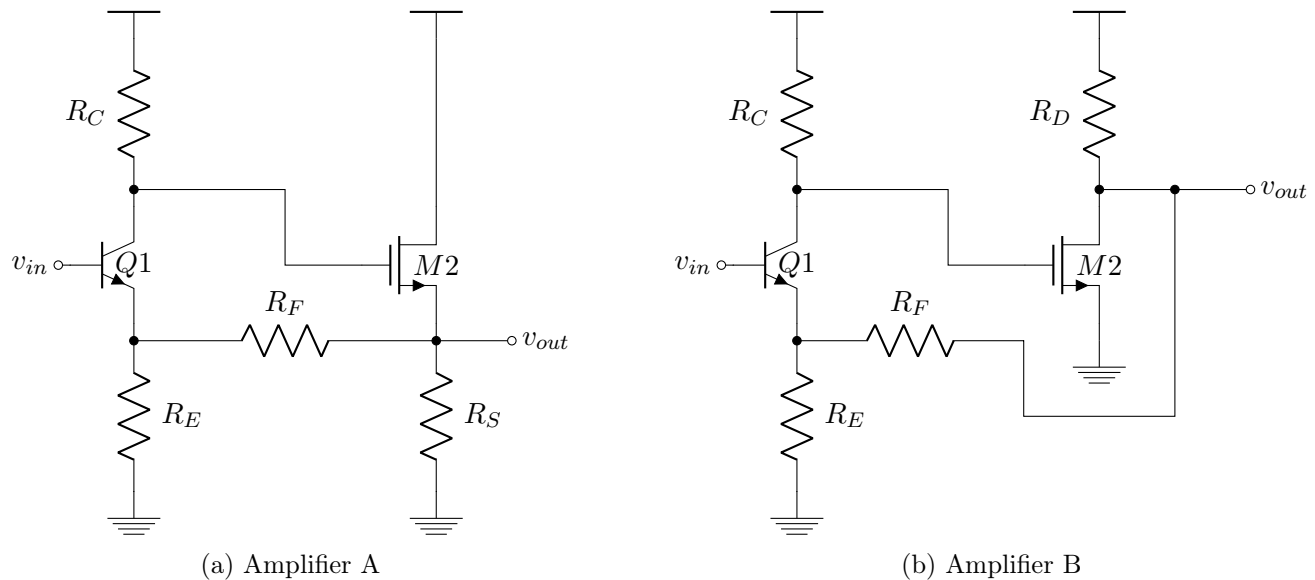 R_C
v_in
Q1
M2
R_F
v_out
R_E
R_S
(a) Amplifier A
R_C
R_D
v_out
v_in
Q1
M2
R_F
R_E
(b) Amplifier B